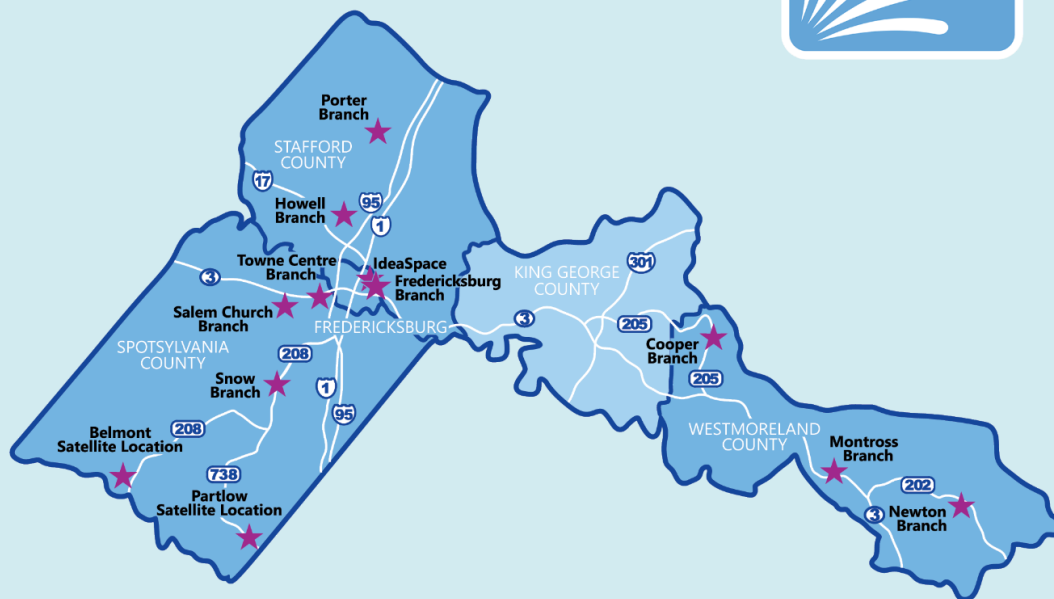 Porter
Branch
STAFFORD
COUNTY
17
Howell
Branch
95
1
Towne Centre
Branch
IdeaSpace
Fredericksburg
Branch
3
Salem Church
Branch
FREDERICKSBURG
SPOTSYLVANIA
COUNTY
208
Snow
Branch
1
95
Belmont
Satellite Location
208
738
Partlow
Satellite Location
301
KING GEORGE
COUNTY
3
205
Cooper
Branch
205
WESTMORELAND
COUNTY
Montross
Branch
202
3
Newton
Branch